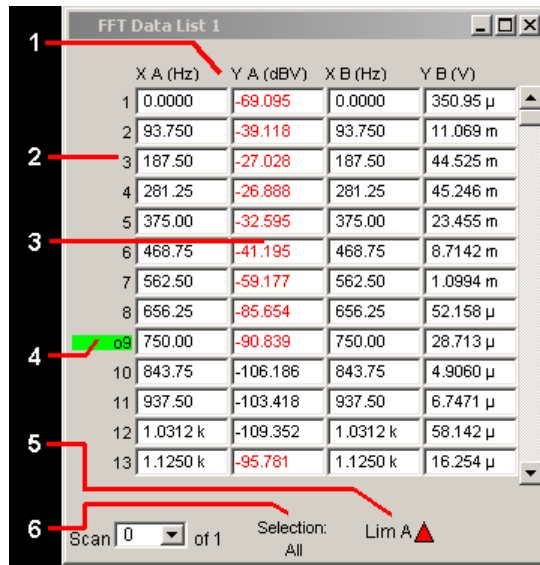 FFT Data List 1
1
X A (Hz) Y A (dBV) X B (Hz) Y B (V)
1 0.0000 -69.095 0.0000 350.95 µ
2 93.750 -39.118 93.750 11.069 m
2
3 187.50 -27.028 187.50 44.525 m
4 281.25 -26.888 281.25 45.246 m
5 375.00 -32.595 375.00 23.455 m
3
6 468.75 -41.195 468.75 8.7142 m
7 562.50 -59.177 562.50 1.0994 m
8 656.25 -85.654 656.25 52.158 µ
o9 750.00 -90.839 750.00 28.713 µ
4
10 843.75 -106.186 843.75 4.9060 µ
11 937.50 -103.418 937.50 6.7471 µ
12 1.0312 k -109.352 1.0312 k 58.142 µ
5
13 1.1250 k -95.781 1.1250 k 16.254 µ
6
Scan 0 of 1 Selection: All Lim A